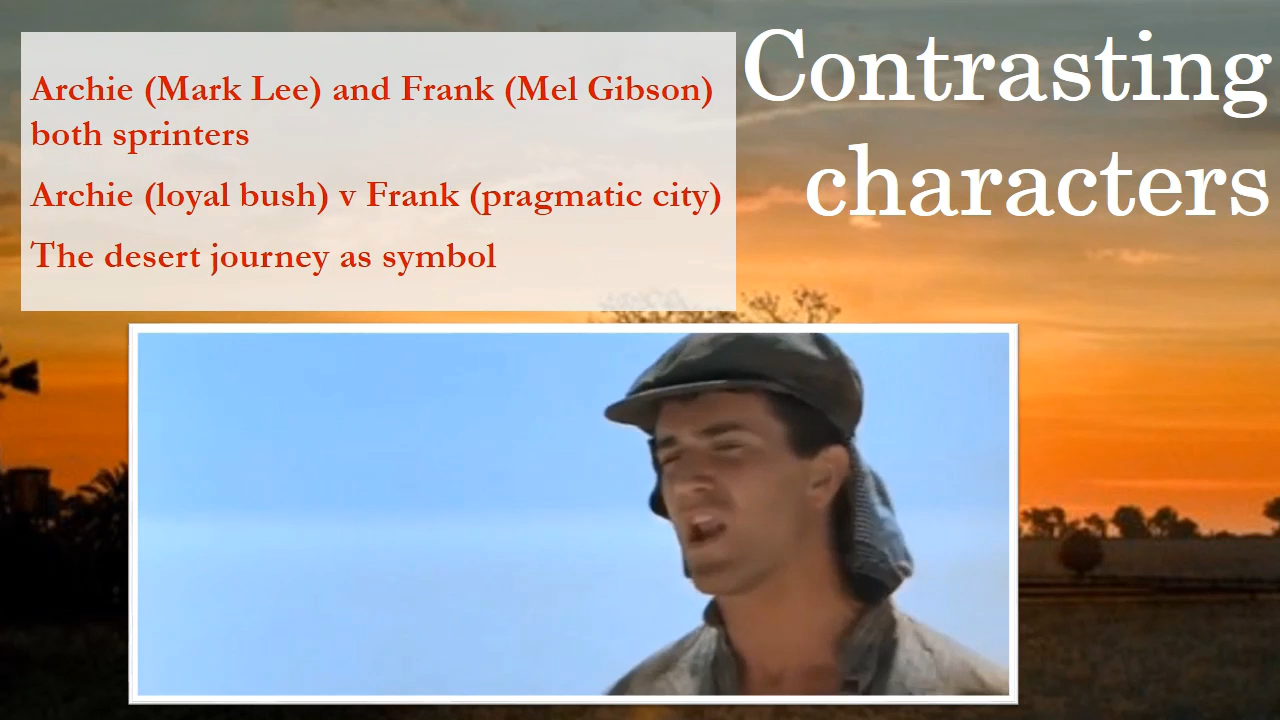 Contrasting
characters
Archie (Mark Lee) and Frank (Mel Gibson)
both sprinters
Archie (loyal bush) v Frank (pragmatic city)
The desert journey as symbol